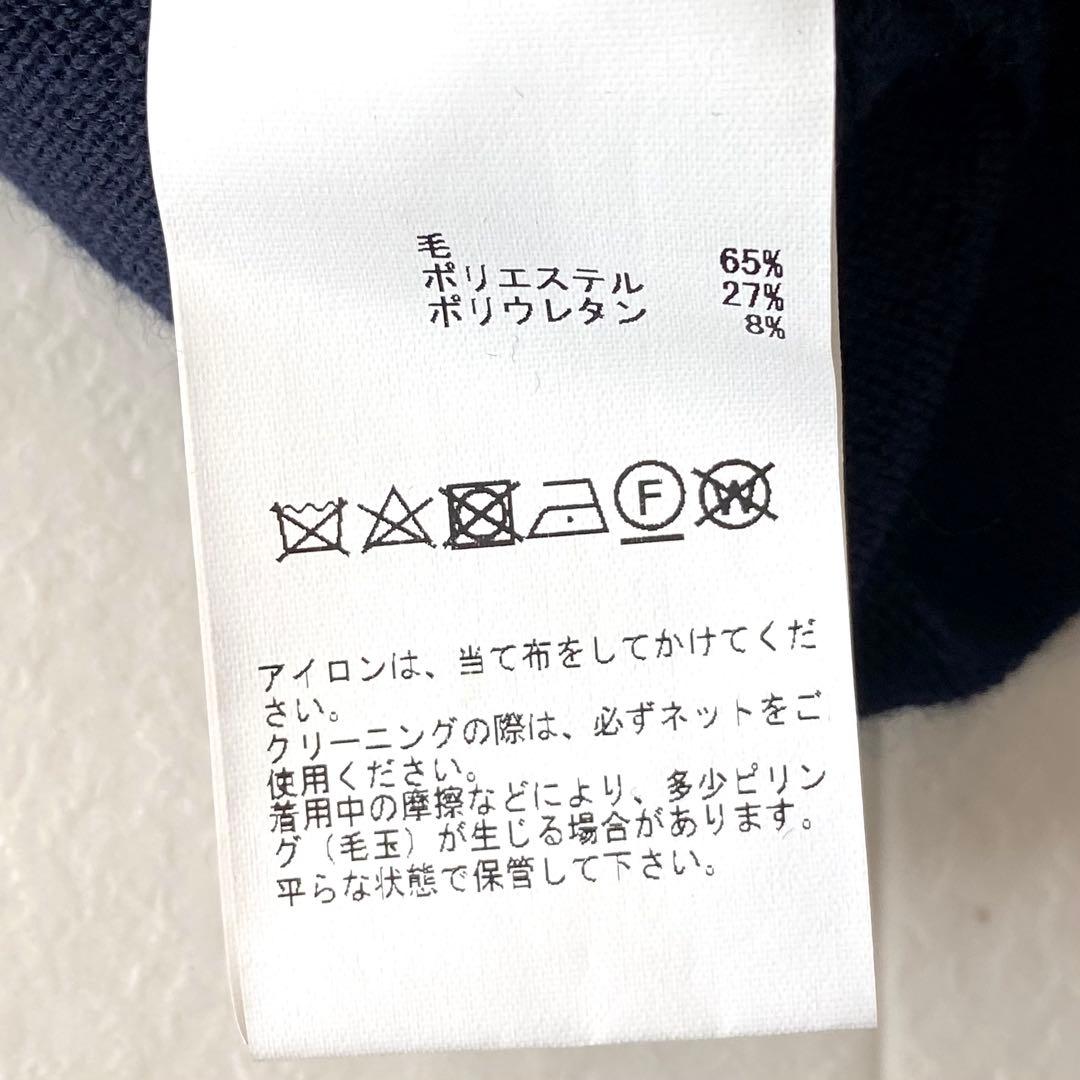 毛 65%
ポリエステル 27%
ポリウレタン 8%
F W
アイロンは、当て布をしてかけてくだ
さい。
クリーニングの際は、必ずネットをご
使用ください。
着用中の摩擦などにより、多少ピリン
グ（毛玉）が生じる場合があります。
平らな状態で保管して下さい。